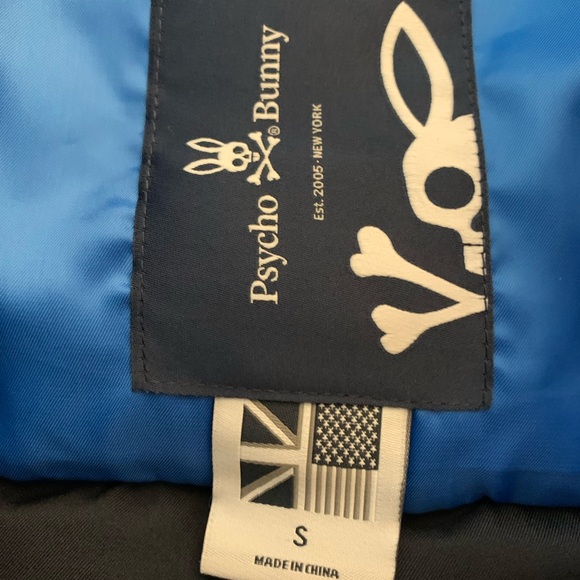 Psycho Bunny®
Est. 2005 · NEW YORK
S
MADE IN CHINA